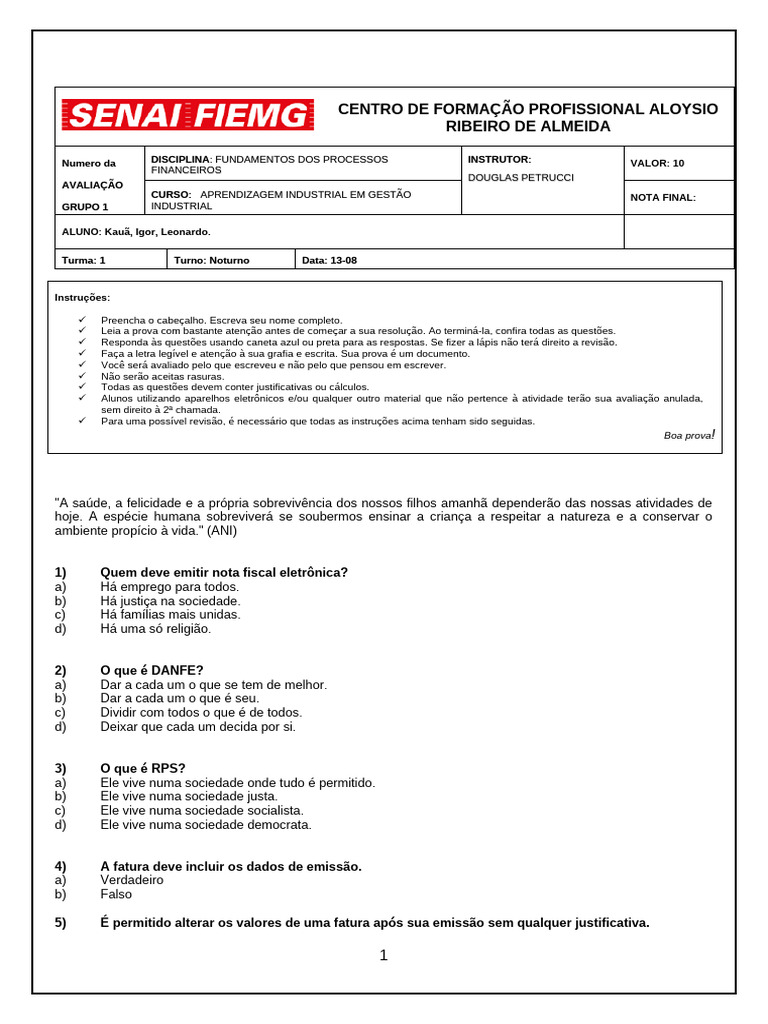 SENAI FIEMG
CENTRO DE FORMAÇÃO PROFISSIONAL ALOYSIO
RIBEIRO DE ALMEIDA
Numero da
AVALIAÇÃO
GRUPO 1
DISCIPLINA: FUNDAMENTOS DOS PROCESSOS
FINANCEIROS
CURSO: APRENDIZAGEM INDUSTRIAL EM GESTÃO
INDUSTRIAL
INSTRUTOR:
DOUGLAS PETRUCCI
VALOR: 10
NOTA FINAL:
ALUNO: Kauã, Igor, Leonardo.
Turma: 1
Turno: Noturno
Data: 13-08
Instruções:
✓ Preencha o cabeçalho. Escreva seu nome completo.
✓ Leia a prova com bastante atenção antes de começar a sua resolução. Ao terminá-la, confira todas as questões.
✓ Responda às questões usando caneta azul ou preta para as respostas. Se fizer a lápis não terá direito a revisão.
✓ Faça a letra legível e atenção à sua grafia e escrita. Sua prova é um documento.
✓ Você será avaliado pelo que escreveu e não pelo que pensou em escrever.
✓ Não serão aceitas rasuras.
✓ Todas as questões devem conter justificativas ou cálculos.
✓ Alunos utilizando aparelhos eletrônicos e/ou qualquer outro material que não pertence à atividade terão sua avaliação anulada,
sem direito à 2ª chamada.
✓ Para uma possível revisão, é necessário que todas as instruções acima tenham sido seguidas.
Boa prova!
"A saúde, a felicidade e a própria sobrevivência dos nossos filhos amanhã dependerão das nossas atividades de
hoje. A espécie humana sobreviverá se soubermos ensinar a criança a respeitar a natureza e a conservar o
ambiente propício à vida." (ANI)
1) Quem deve emitir nota fiscal eletrônica?
a) Há emprego para todos.
b) Há justiça na sociedade.
c) Há famílias mais unidas.
d) Há uma só religião.
2) O que é DANFE?
a) Dar a cada um o que se tem de melhor.
b) Dar a cada um o que é seu.
c) Dividir com todos o que é de todos.
d) Deixar que cada um decida por si.
3) O que é RPS?
a) Ele vive numa sociedade onde tudo é permitido.
b) Ele vive numa sociedade justa.
c) Ele vive numa sociedade socialista.
d) Ele vive numa sociedade democrata.
4) A fatura deve incluir os dados de emissão.
a) Verdadeiro
b) Falso
5) É permitido alterar os valores de uma fatura após sua emissão sem qualquer justificativa.
1